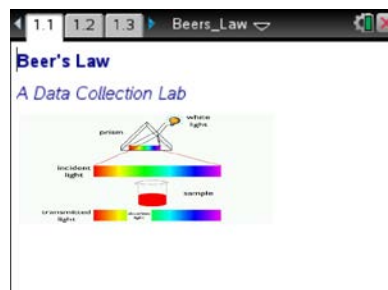 1.1 1.2 1.3 Beers_Law
Beer's Law
A Data Collection Lab
white
light
prism
incident
light
sample
transmitted
light